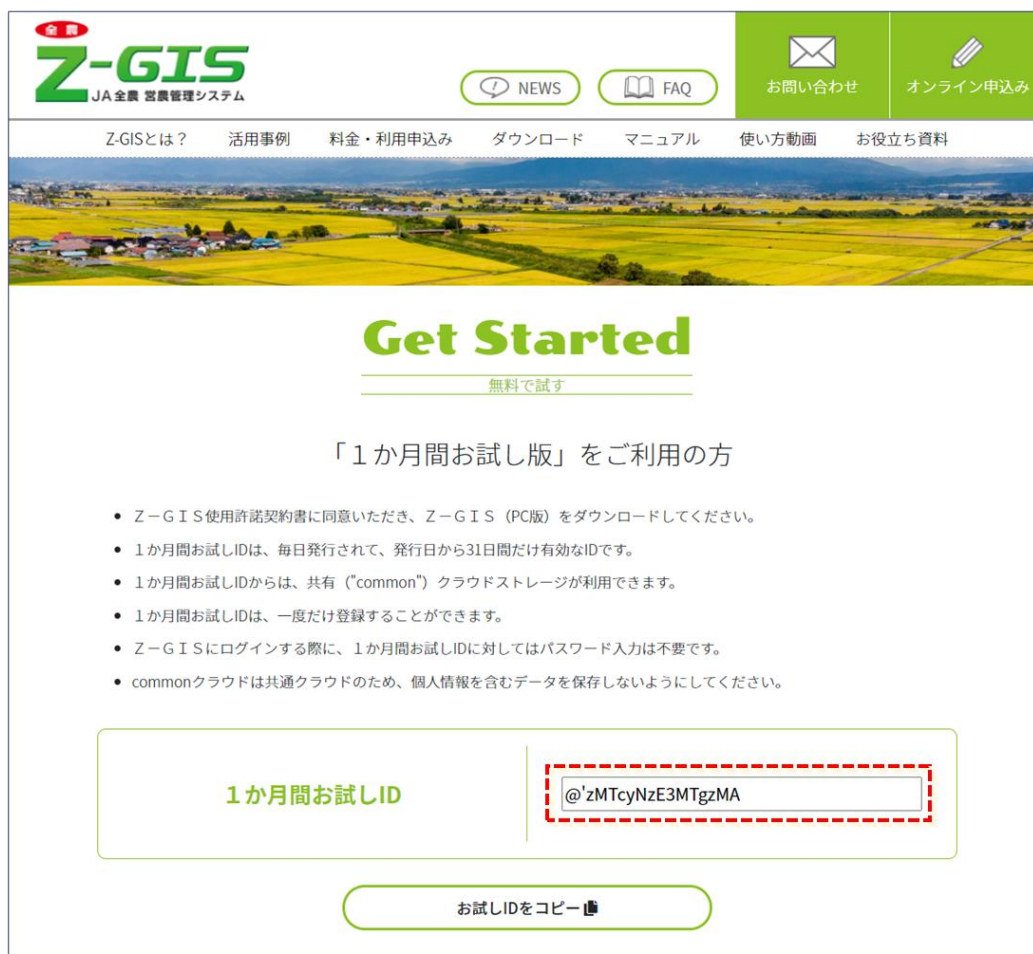 全農
Z-GIS
JA全農 営農管理システム
NEWS
FAQ
お問い合わせ
オンライン申込み
Z-GISとは？ 活用事例 料金・利用申込み ダウンロード マニュアル 使い方動画 お役立ち資料
Get Started
無料で試す
「１か月間お試し版」をご利用の方
• Ｚ－ＧＩＳ使用許諾契約書に同意いただき、Ｚ－ＧＩＳ（PC版）をダウンロードしてください。
• １か月間お試しIDは、毎日発行されて、発行日から31日間だけ有効なIDです。
• １か月間お試しIDからは、共有（"common"）クラウドストレージが利用できます。
• １か月間お試しIDは、一度だけ登録することができます。
• Ｚ－ＧＩＳにログインする際に、１か月間お試しIDに対してはパスワード入力は不要です。
• commonクラウドは共通クラウドのため、個人情報を含むデータを保存しないようにしてください。
１か月間お試しID
@'zMTcyNzE3MTgzMA
お試しIDをコピー